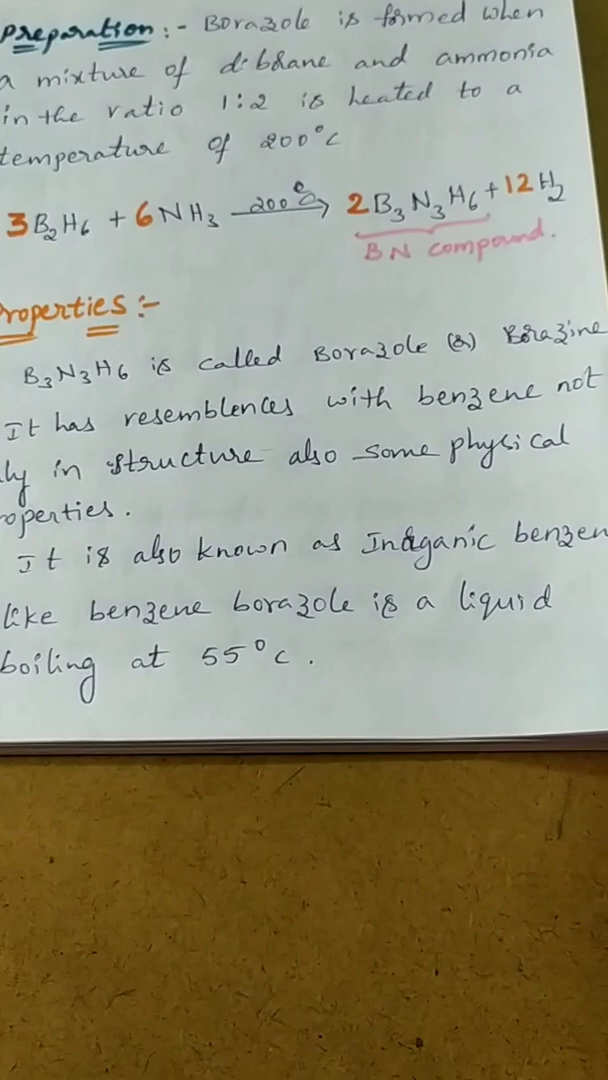 Preparation :- Borazole is formed when
a mixture of diborane and ammonia
in the ratio 1:2 is heated to a
temperature of 200°C
3B₂H₆ + 6NH₃ 200°C → 2B₃N₃H₆ + 12H₂
BN compound.
roperties :-
B₃N₃H₆ is called Borazole (or) Borazine
It has resemblences with benzene not
ly in structure also some physical
operties.
It is also known as Inorganic benzen
like benzene borazole is a liquid
boiling at 55°C.